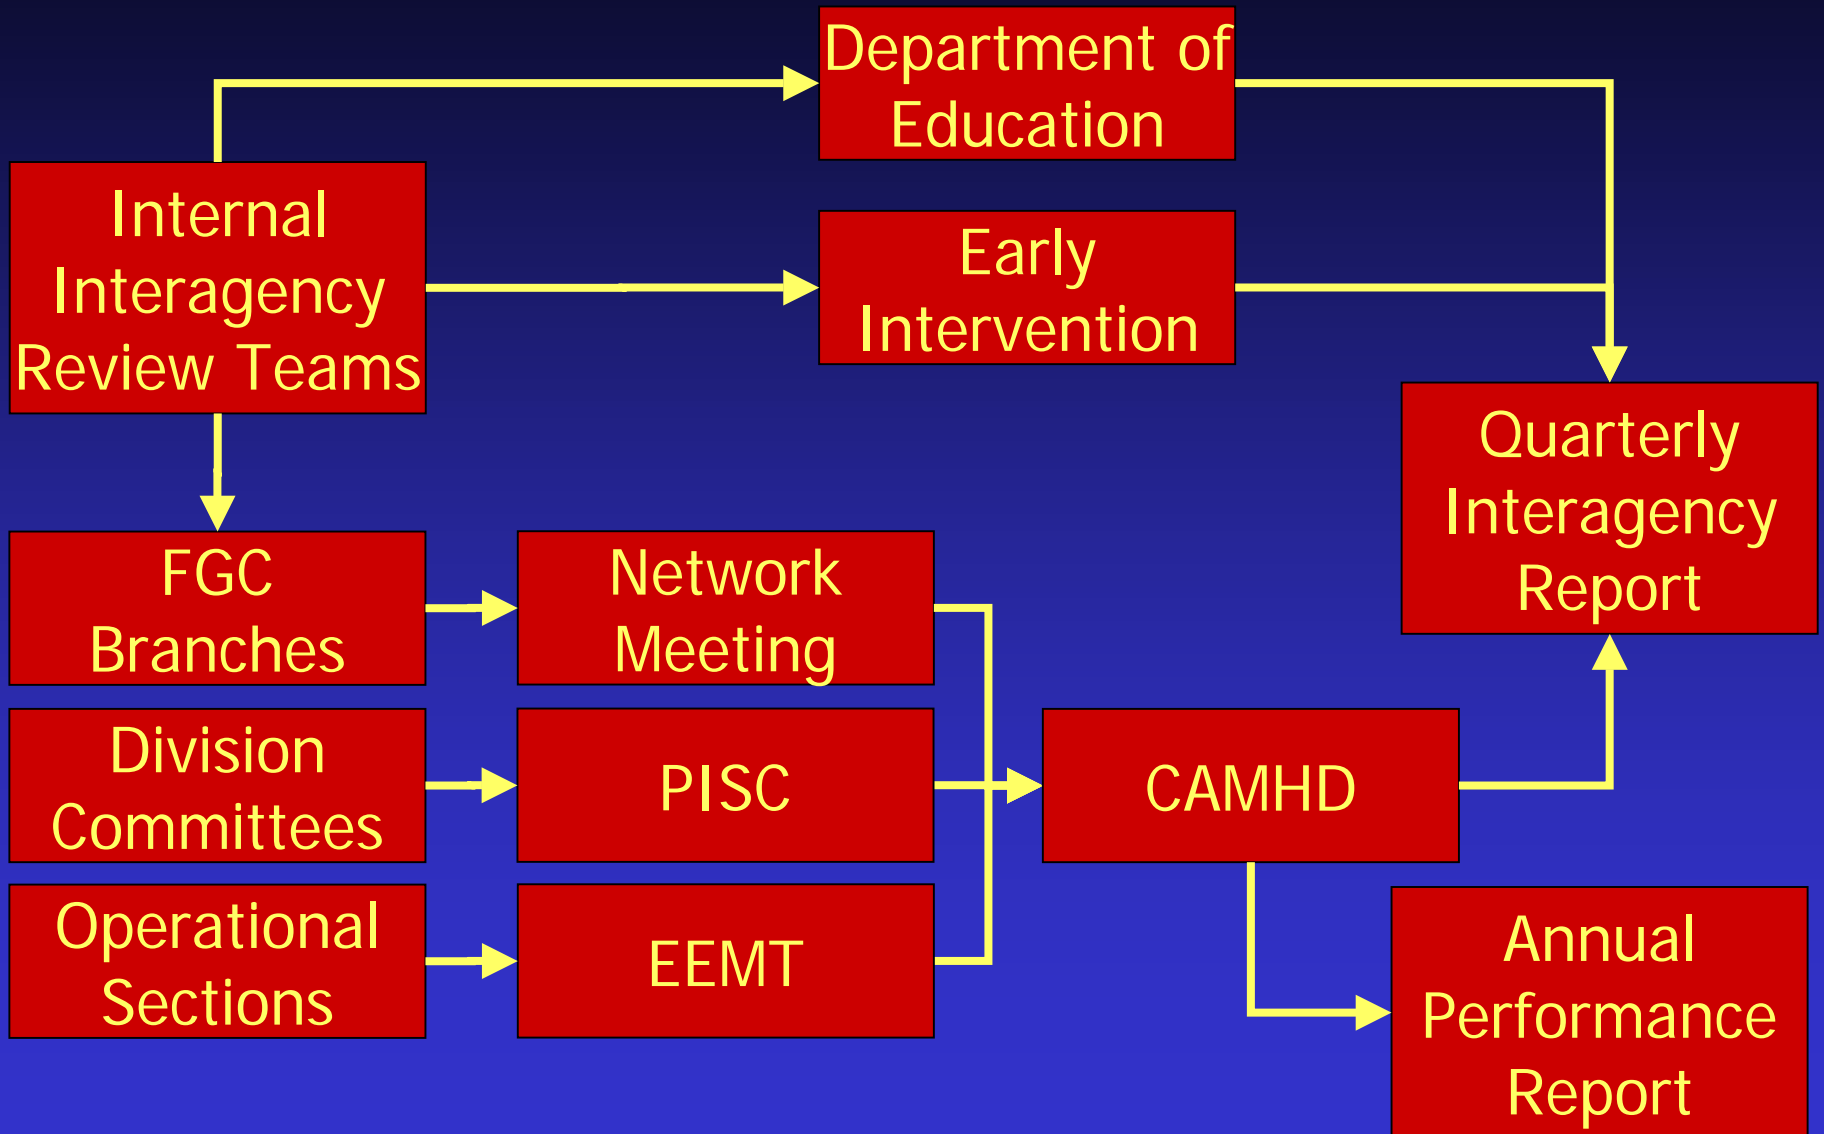 Department of
Education
Internal
Interagency
Review Teams
Early
Intervention
Quarterly
Interagency
Report
FGC
Branches
Network
Meeting
Division
Committees
PISC
CAMHD
Operational
Sections
EEMT
Annual
Performance
Report